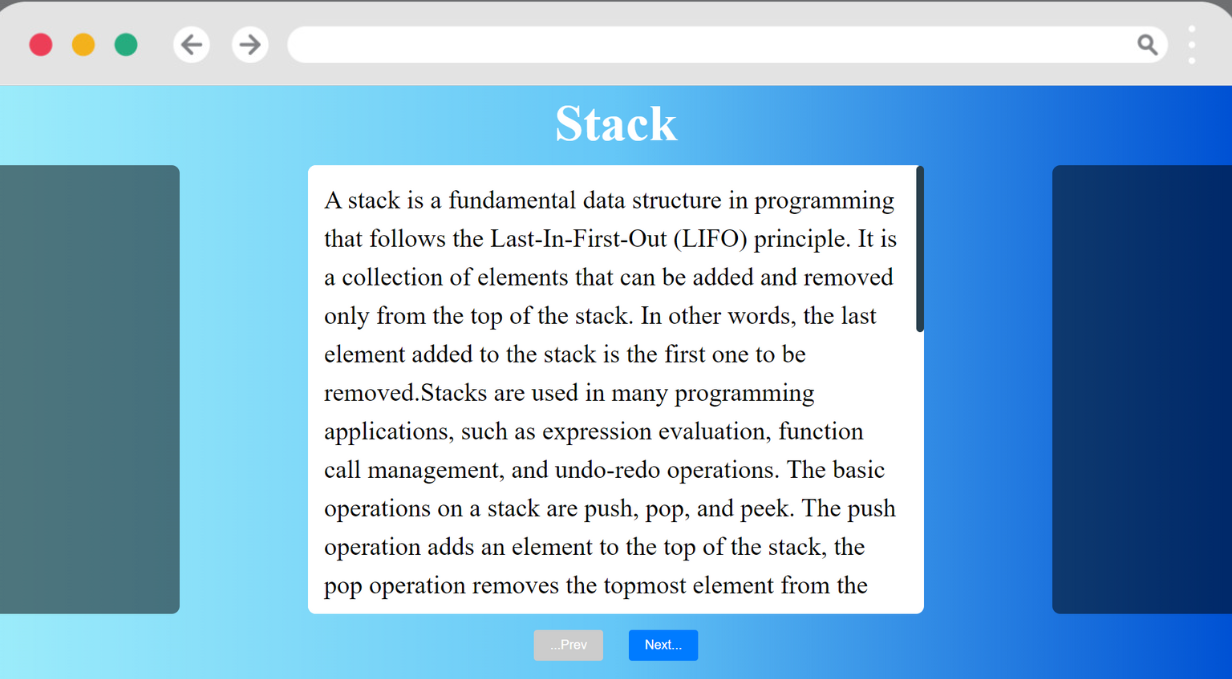 Stack
A stack is a fundamental data structure in programming
that follows the Last-In-First-Out (LIFO) principle. It is
a collection of elements that can be added and removed
only from the top of the stack. In other words, the last
element added to the stack is the first one to be
removed.Stacks are used in many programming
applications, such as expression evaluation, function
call management, and undo-redo operations. The basic
operations on a stack are push, pop, and peek. The push
operation adds an element to the top of the stack, the
pop operation removes the topmost element from the
...Prev
Next...